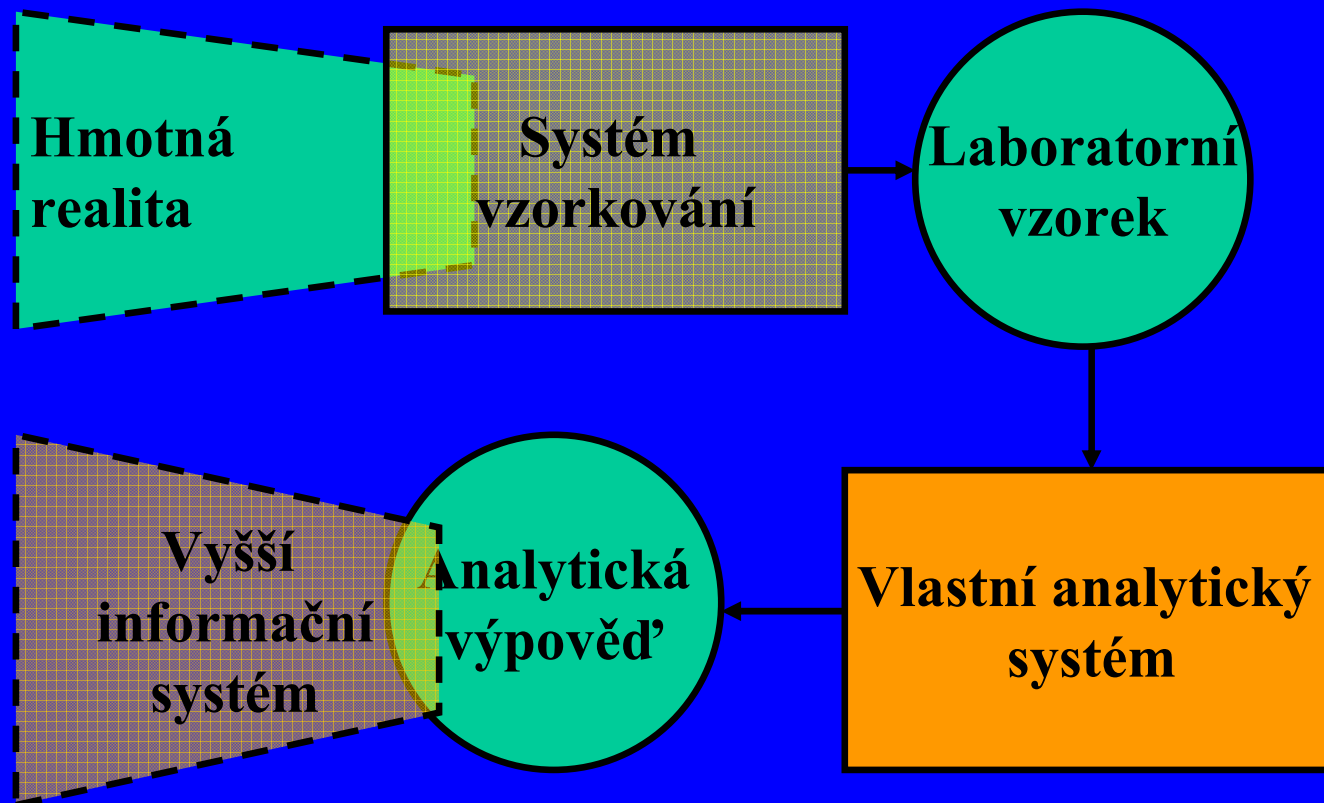 Hmotná
realita
Systém
vzorkování
Laboratorní
vzorek
Vyšší
informační
systém
Analytická
výpověď
Vlastní analytický
systém